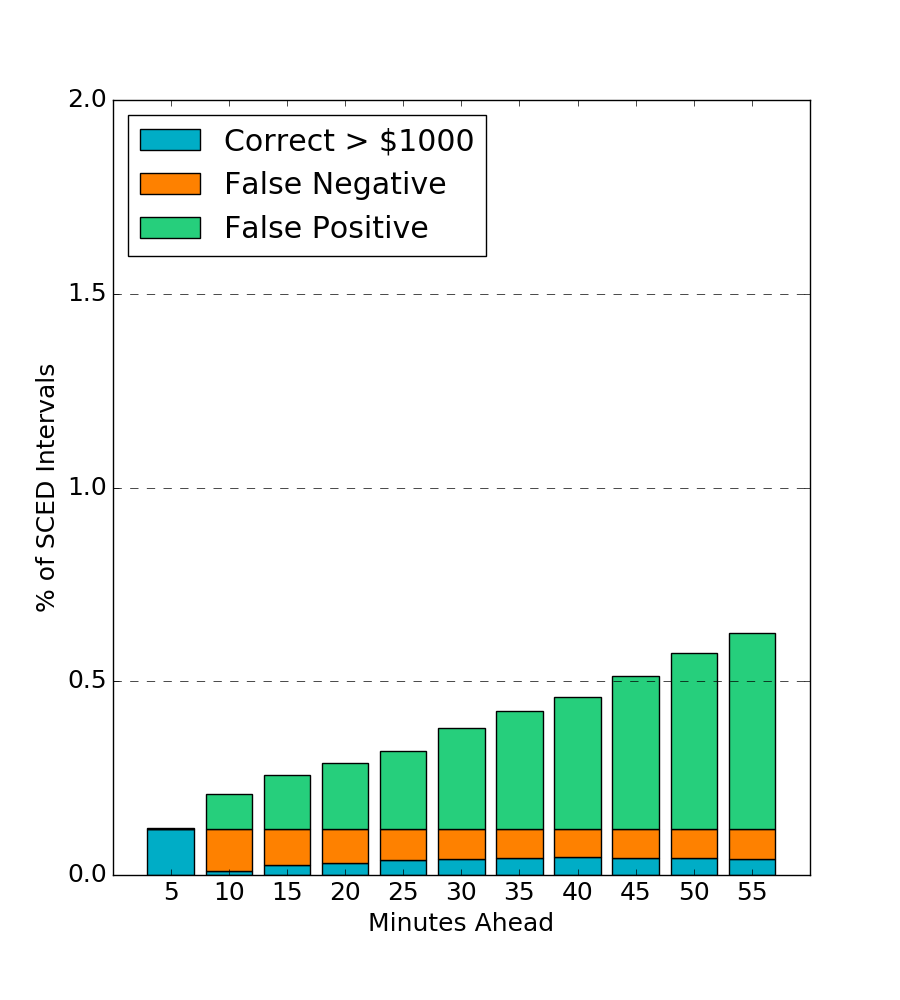 2.0
Correct > $1000
False Negative
False Positive
1.5
% of SCED Intervals
1.0
0.5
0.0
5 10 15 20 25 30 35 40 45 50 55
Minutes Ahead